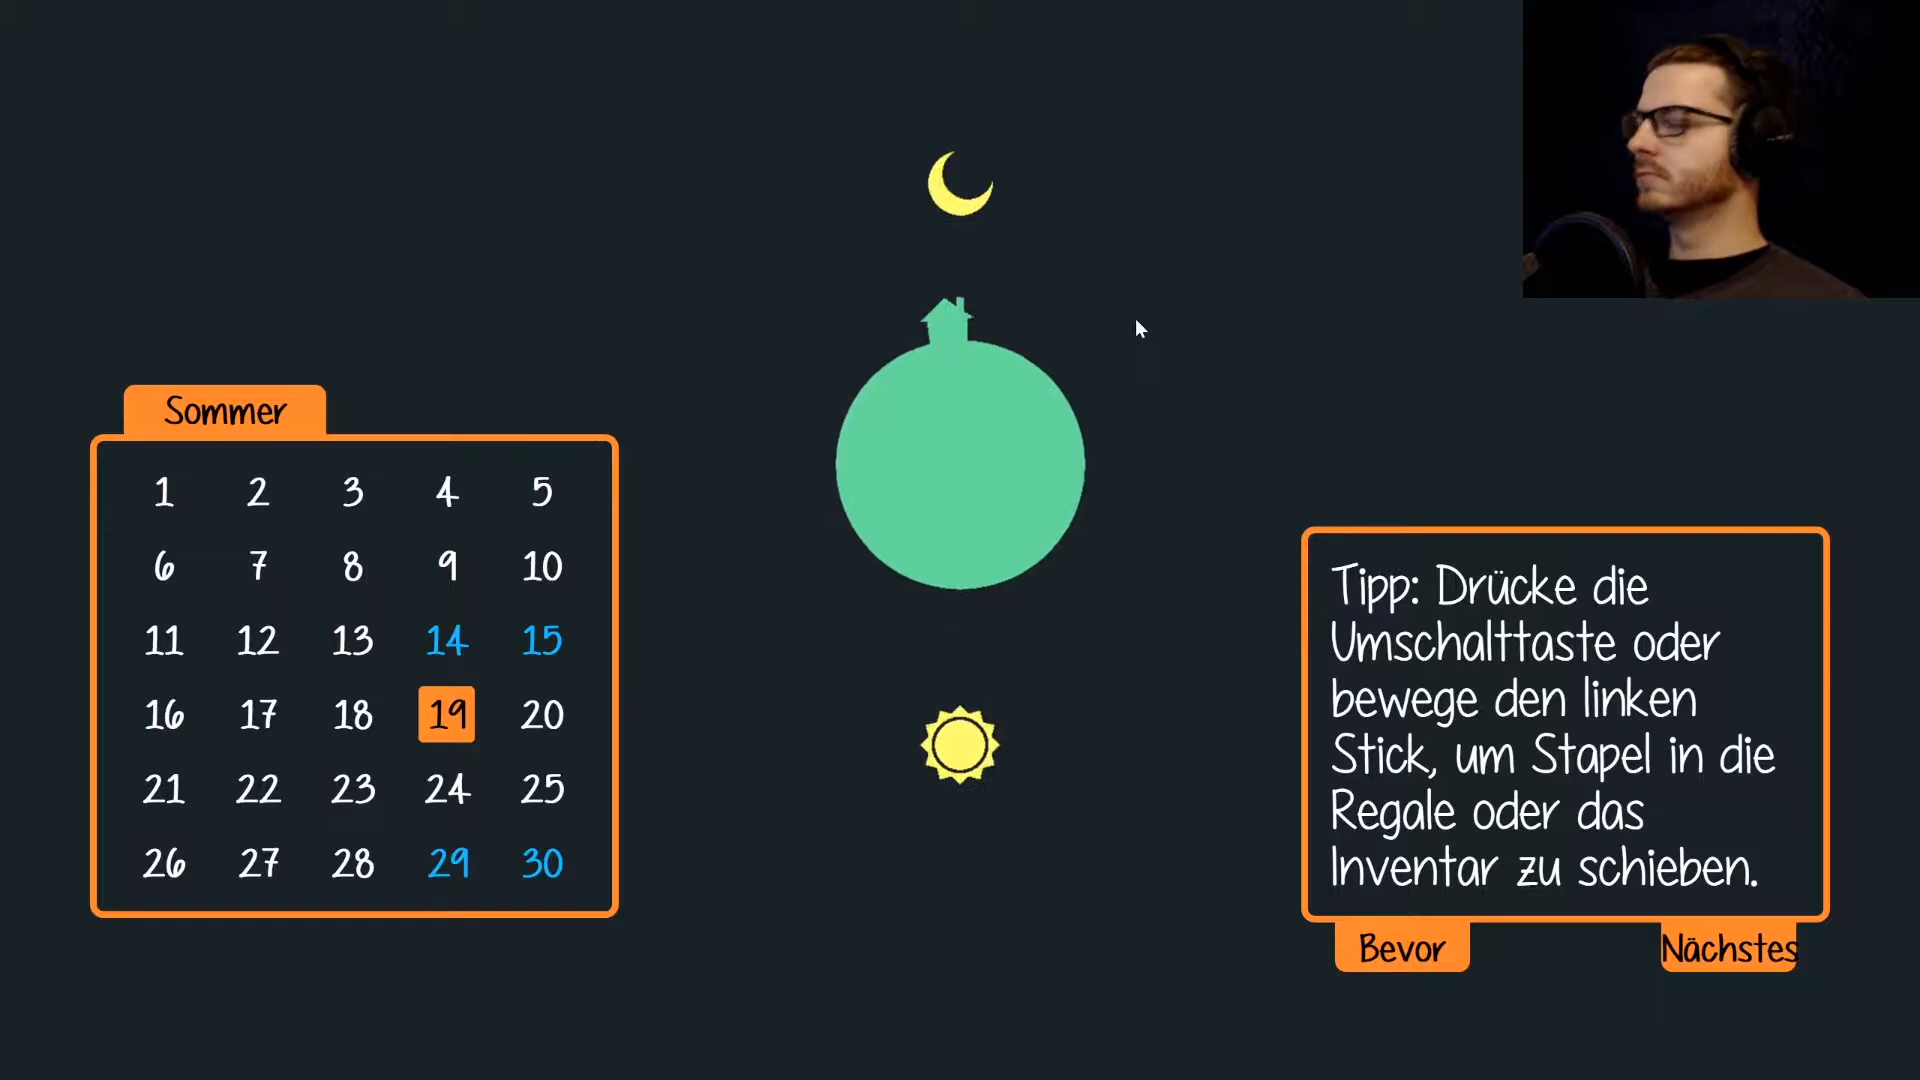 Sommer
1 2 3 4 5
6 7 8 9 10
11 12 13 14 15
16 17 18 19 20
21 22 23 24 25
26 27 28 29 30
Tipp: Drücke die
Umschalttaste oder
bewege den linken
Stick, um Stapel in die
Regale oder das
Inventar zu schieben.
Bevor
Nächstes